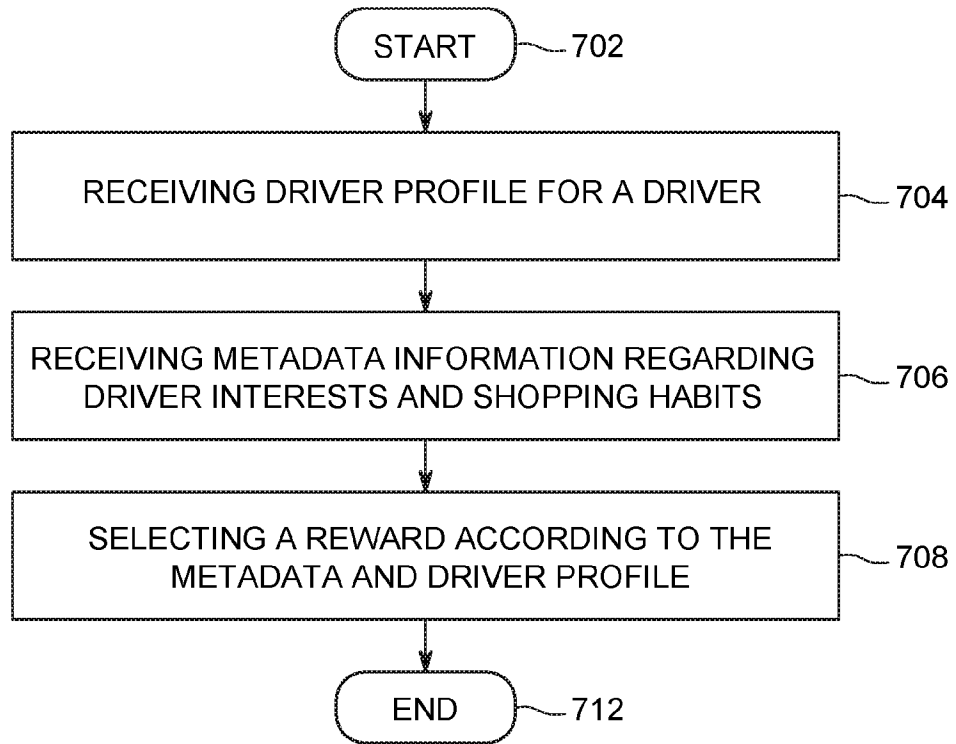 START
702
RECEIVING DRIVER PROFILE FOR A DRIVER
704
RECEIVING METADATA INFORMATION REGARDING
DRIVER INTERESTS AND SHOPPING HABITS
706
SELECTING A REWARD ACCORDING TO THE
METADATA AND DRIVER PROFILE
708
END
712